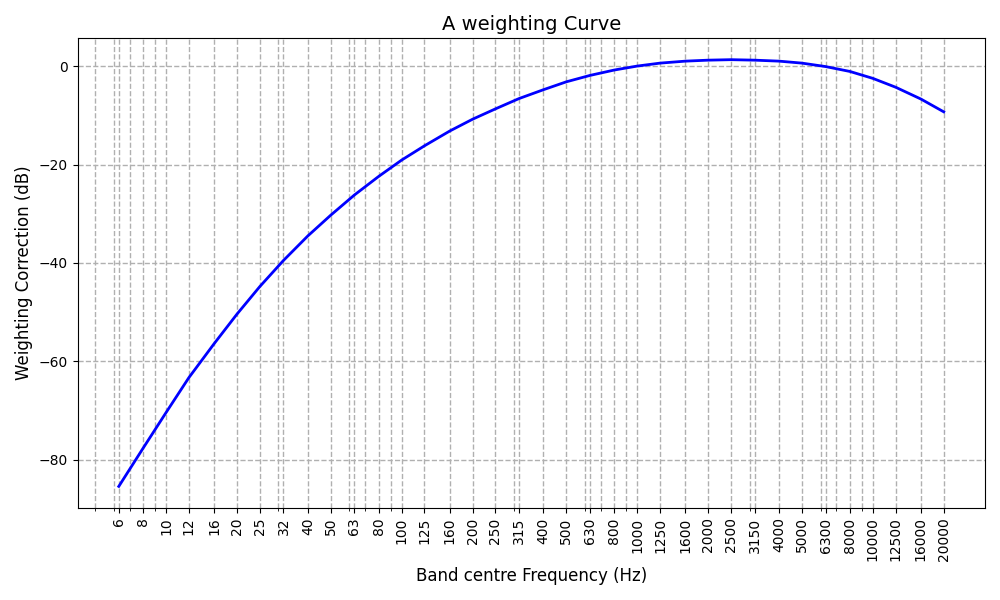 A weighting Curve
Weighting Correction (dB)
0
−20
−40
−60
−80
6 8 10 12 16 20 25 32 40 50 63 80 100 125 160 200 250 315 400 500 630 800 1000 1250 1600 2000 2500 3150 4000 5000 6300 8000 10000 12500 16000 20000
Band centre Frequency (Hz)